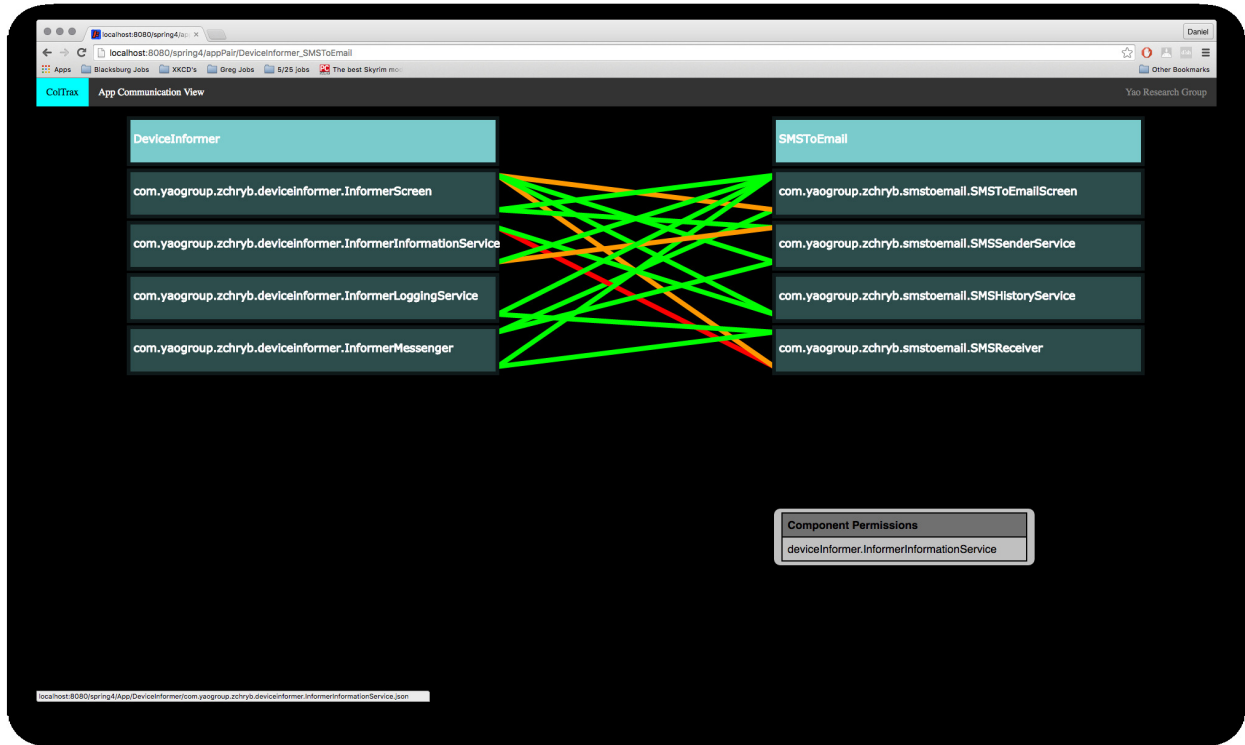 localhost:8080/spring4/ap
Daniel
localhost:8080/spring4/appPair/DeviceInformer_SMSToEmail
Apps Blacksburg Jobs XKCD's Greg Jobs 5/25 jobs The best Skyrim mo
Other Bookmarks
ColTrax App Communication View Yao Research Group
DeviceInformer SMSToEmail
com.yaogroup.zchryb.deviceinformer.InformerScreen com.yaogroup.zchryb.smstoemail.SMSToEmailScreen
com.yaogroup.zchryb.deviceinformer.InformerInformationService com.yaogroup.zchryb.smstoemail.SMSSenderService
com.yaogroup.zchryb.deviceinformer.InformerLoggingService com.yaogroup.zchryb.smstoemail.SMSHistoryService
com.yaogroup.zchryb.deviceinformer.InformerMessenger com.yaogroup.zchryb.smstoemail.SMSReceiver
Component Permissions
deviceInformer.InformerInformationService
localhost:8080/spring4/App/DeviceInformer/com.yaogroup.zchryb.deviceinformer.InformerInformationService.json